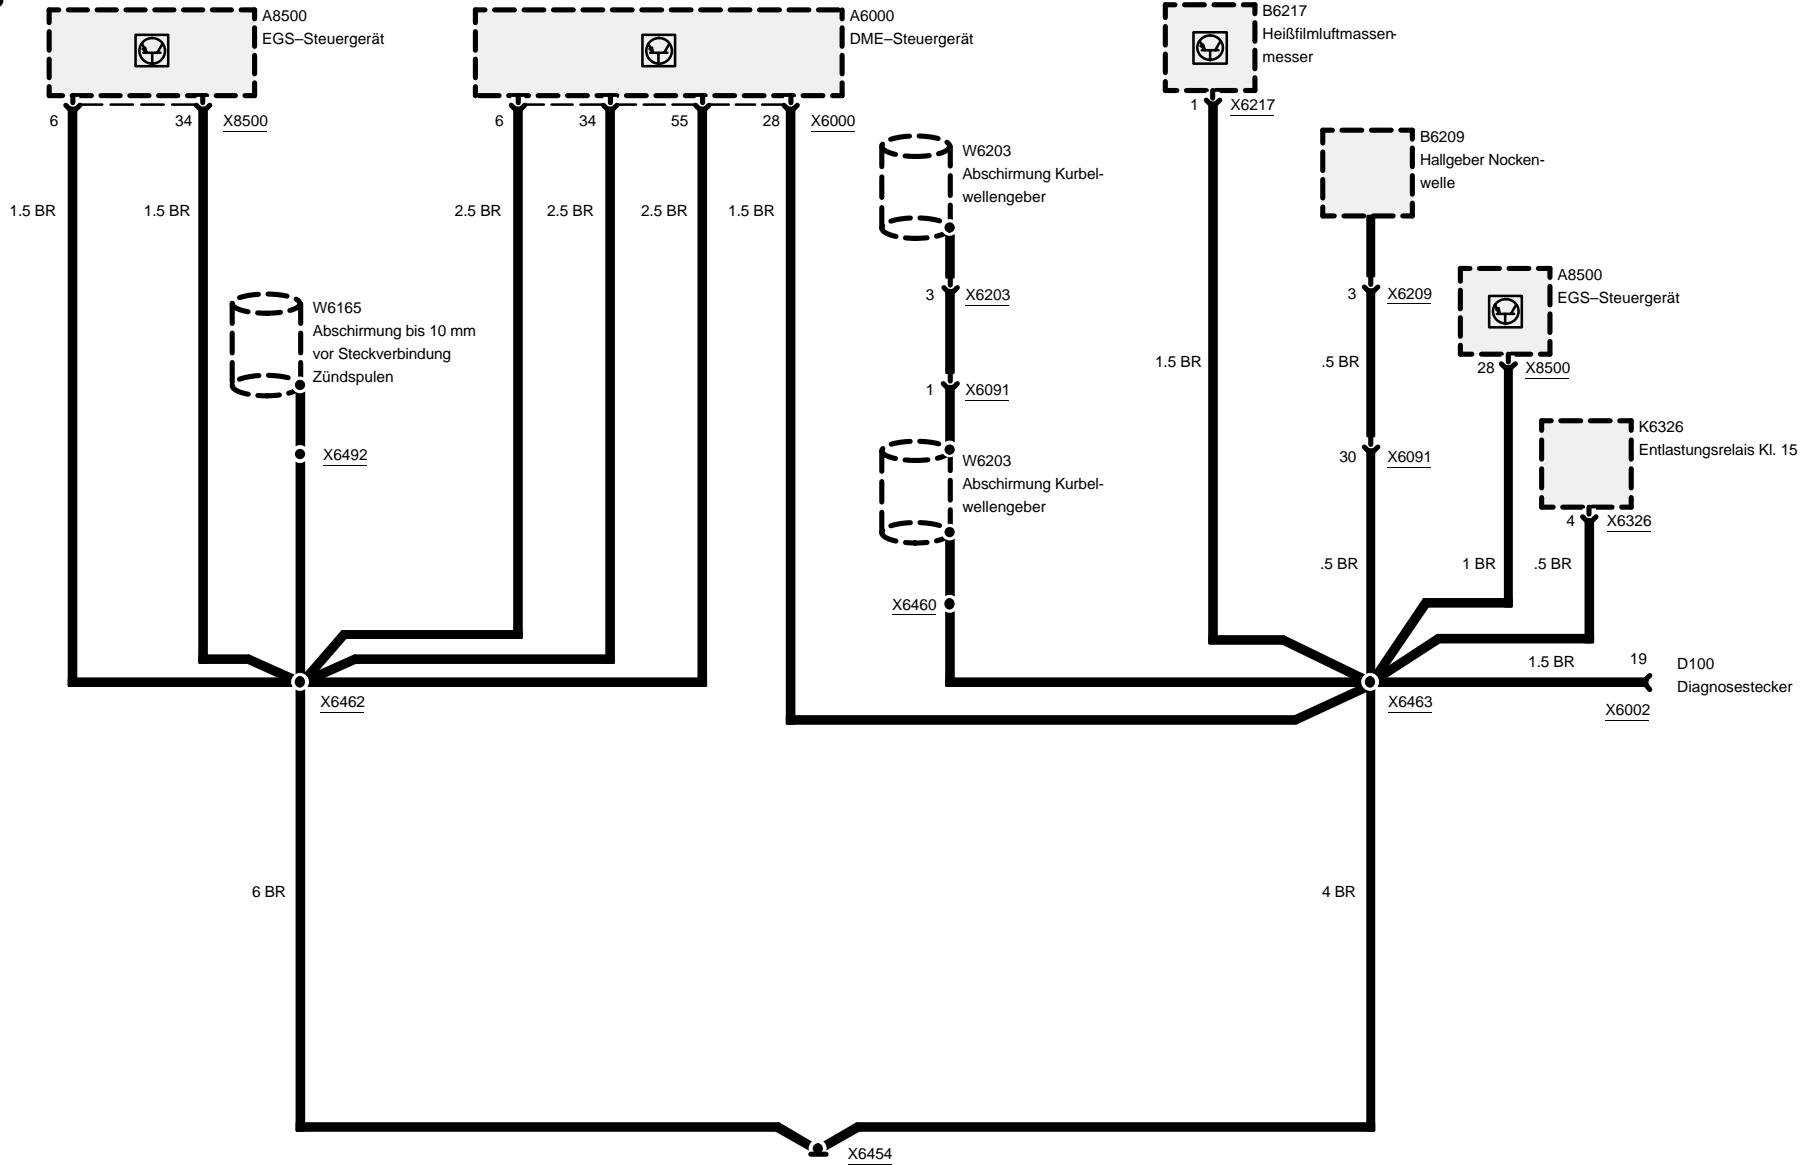 A8500
EGS–Steuergerät
6
34
X8500
A6000
DME–Steuergerät
6
34
55
28
X6000
B6217
Heißfilmluftmassen-
messer
1
X6217
B6209
Hallgeber Nocken-
welle
W6203
Abschirmung Kurbel-
wellengeber
1.5 BR
1.5 BR
2.5 BR
2.5 BR
2.5 BR
1.5 BR
W6165
Abschirmung bis 10 mm
vor Steckverbindung
Zündspulen
3
X6203
3
X6209
A8500
EGS–Steuergerät
28
X8500
1.5 BR
.5 BR
1
X6091
K6326
Entlastungsrelais Kl. 15
X6492
W6203
Abschirmung Kurbel-
wellengeber
30
X6091
4
X6326
.5 BR
1 BR
.5 BR
X6460
1.5 BR
19
D100
Diagnosestecker
X6002
X6462
X6463
6 BR
4 BR
X6454